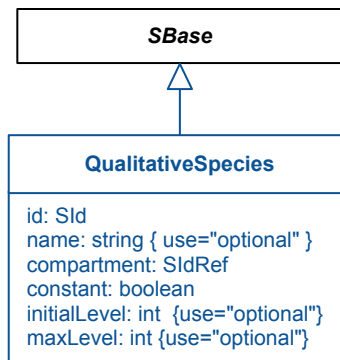 SBase
QualitativeSpecies
id: SId
name: string { use="optional" }
compartment: SIdRef
constant: boolean
initialLevel: int  {use="optional"}
maxLevel: int {use="optional"}